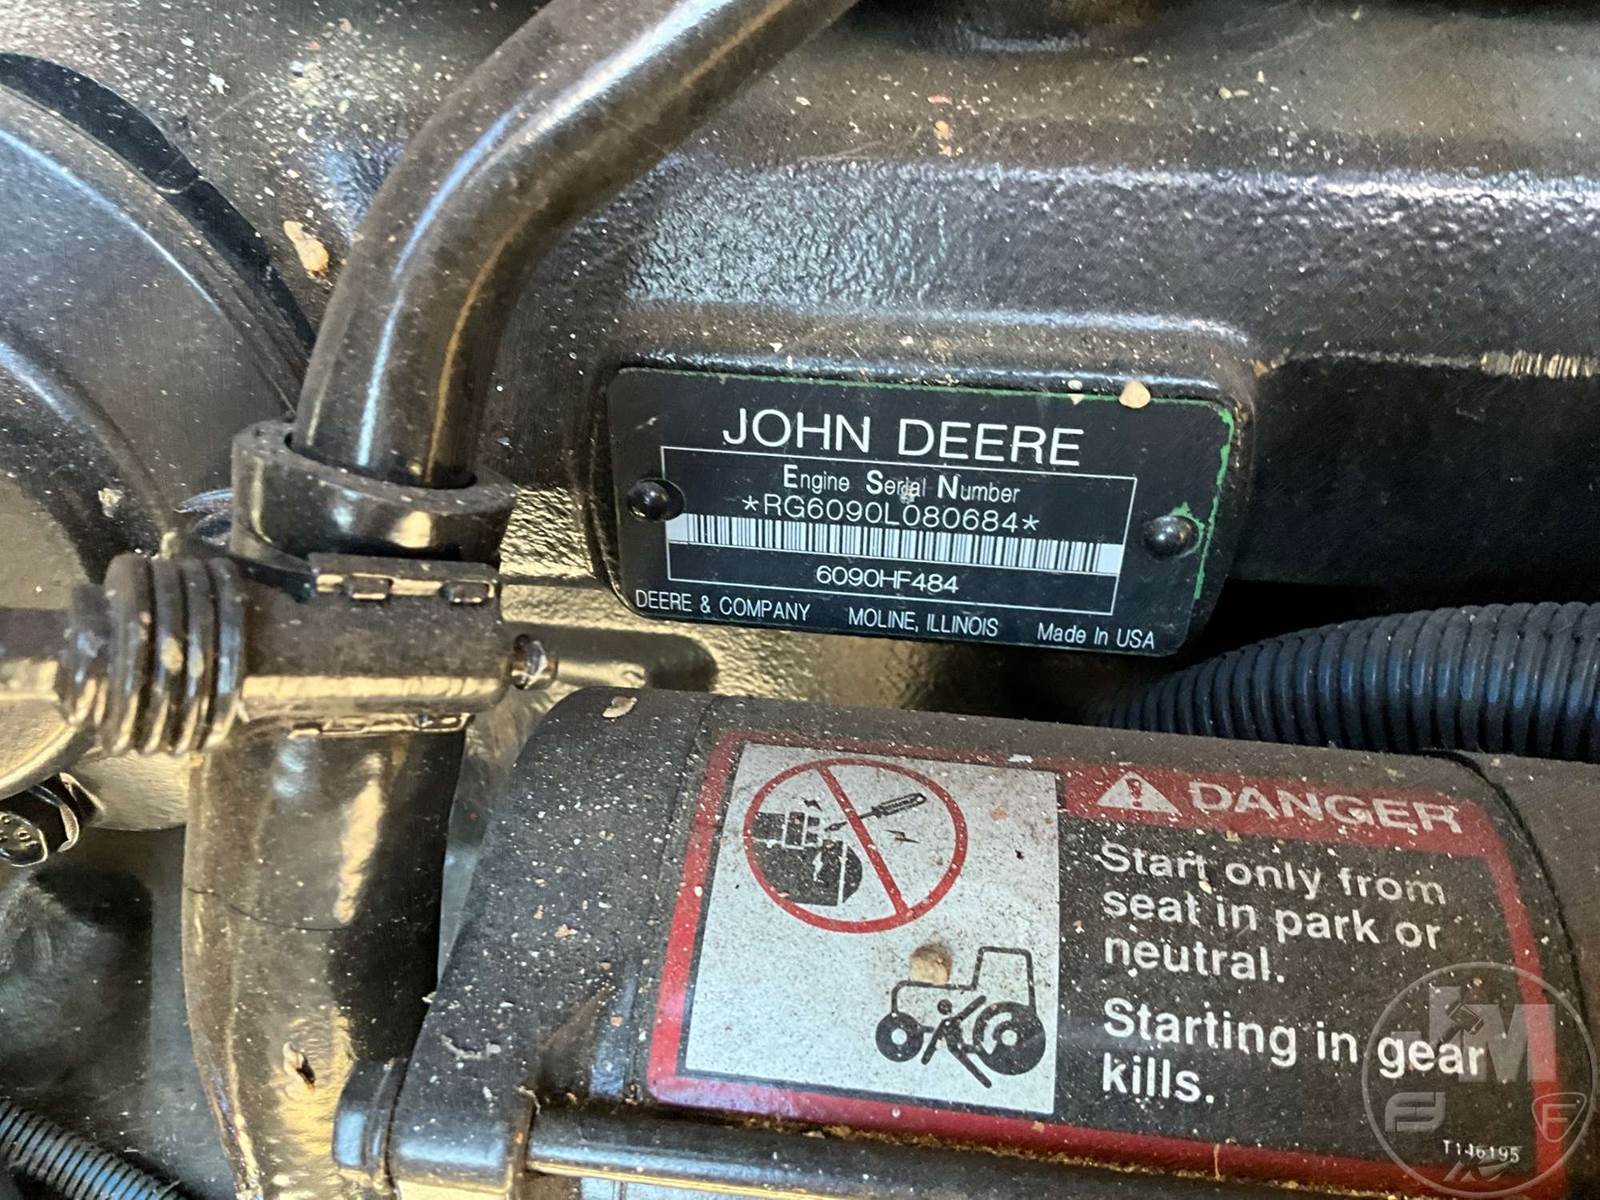 JOHN DEERE
Engine Serial Number
*RG6090L080684*
6090HF484
DEERE & COMPANY MOLINE, ILLINOIS Made In USA
DANGER
Start only from
seat in park or
neutral.
Starting in gear
kills.
T146195
JM